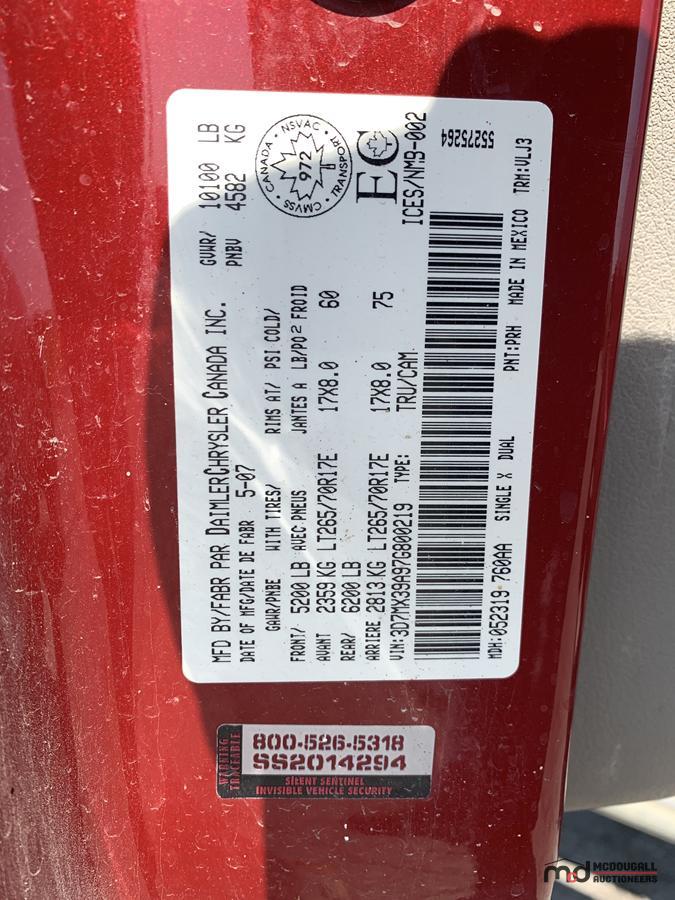 MFD BY/FABR PAR DAIMLERCHRYSLER CANADA INC.
DATE OF MFG/DATE DE FABR 5-07
GVWR/ 10100 LB
PNBV 4582 KG
GAWR/PNBE WITH TIRES/ RIMS AT/ PSI COLD/
FRONT/ 5200 LB AVEC PNEUS JANTES A LB/PO2 FROID
AVANT 2359 KG LT265/70R17E 17X8.0 60
REAR/ 6200 LB
ARRIERE 2813 KG LT265/70R17E 17X8.0 75
VIN:3D7MX39A97G800219 TYPE: TRU/CAM
CANADA • NSVAC • TRANSPORT • CMVSS •
972
EC
ICES/NM9-002
55275264
MDH:052319 760AA SINGLE X DUAL PNT:PRH MADE IN MEXICO TRM:VLJ3
WARNING
TRACEABLE
800-526-5318
SS2014294
SILENT SENTINEL
INVISIBLE VEHICLE SECURITY
md MCDOUGALL
AUCTIONEERS